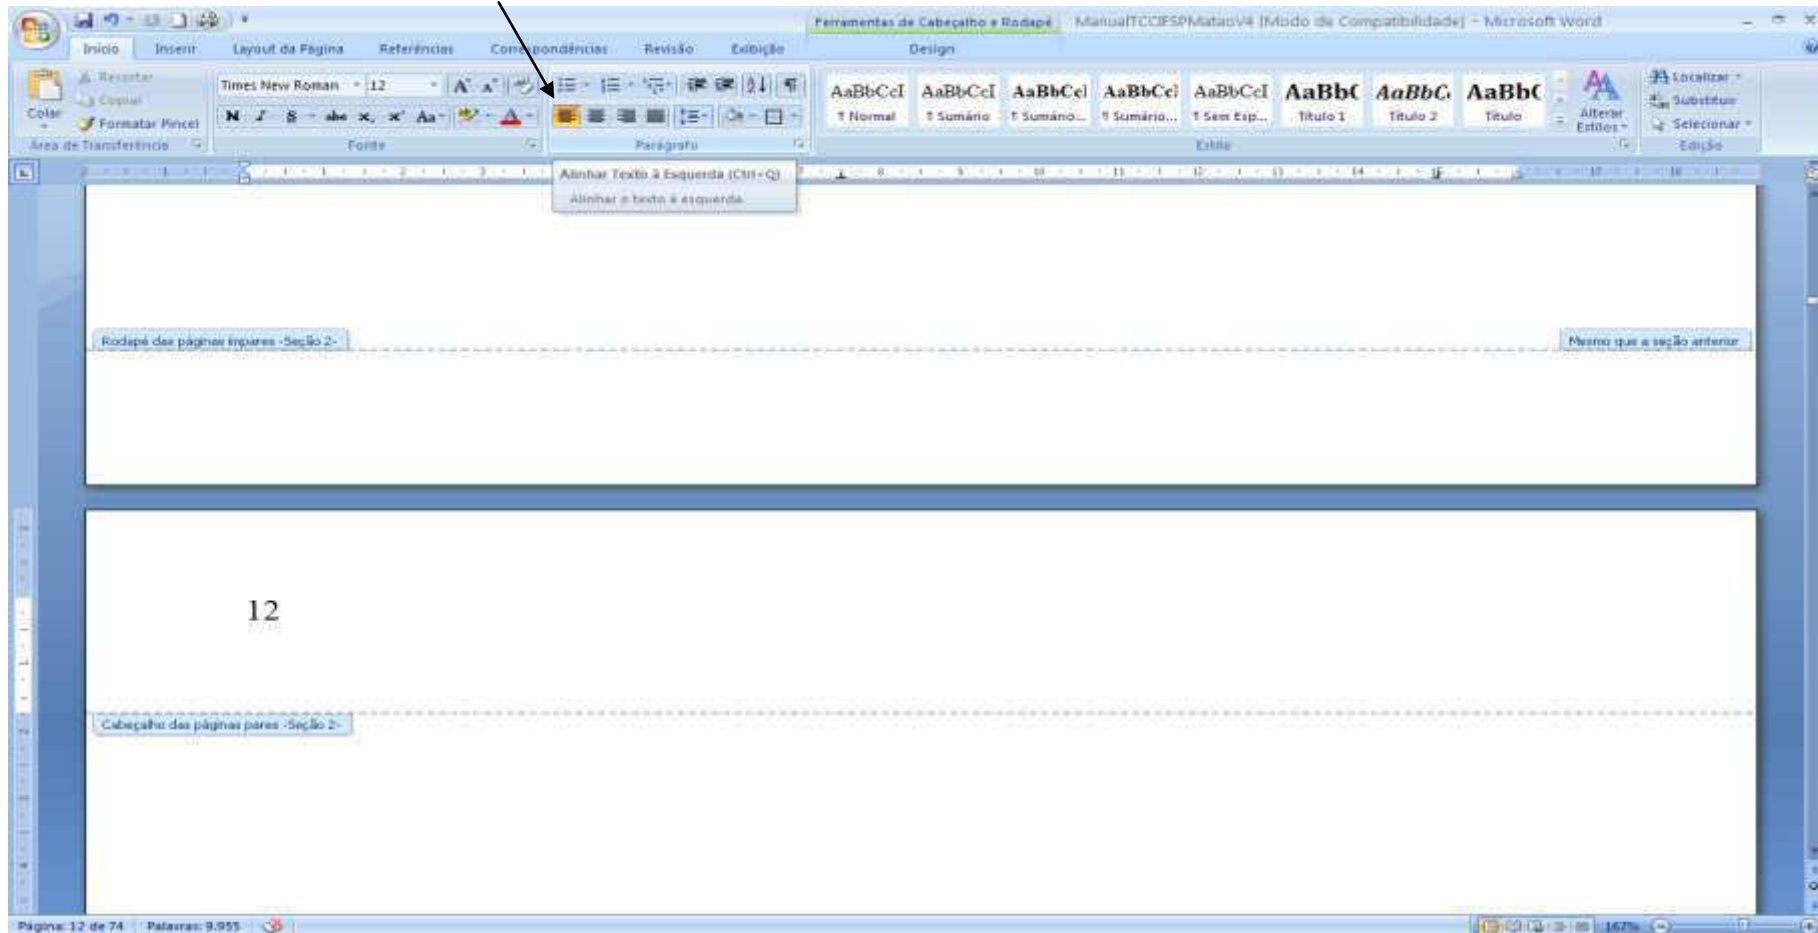 Ferramentas de Cabeçalho e Rodapé ManualTCCIFSPMataoV4 [Modo de Compatibilidade] - Microsoft Word
Início Inserir Layout da Página Referências Correspondências Revisão Exibição Design
Colar
Recortar
Copiar
Formatar Pincel
Área de Transferência
Times New Roman 12
N I S abc x, x² Aa A
Fonte
Parágrafo
AaBbCcI AaBbCcI AaBbCcI AaBbCcI AaBbCcI AaBbC AaBbC AaBbC
¶ Normal ¶ Sumário ¶ Sumário... ¶ Sumário... ¶ Sem Esp... Título 1 Título 2 Título
Alterar Estilos
Estilo
Localizar
Substituir
Selecionar
Edição
Alinhar Texto à Esquerda (Ctrl+Q)
Alinhar o texto à esquerda.
Rodapé das páginas ímpares -Seção 2-
Mesmo que a seção anterior
12
Cabeçalho das páginas pares -Seção 2-
Página: 12 de 74 Palavras: 9.955 167%